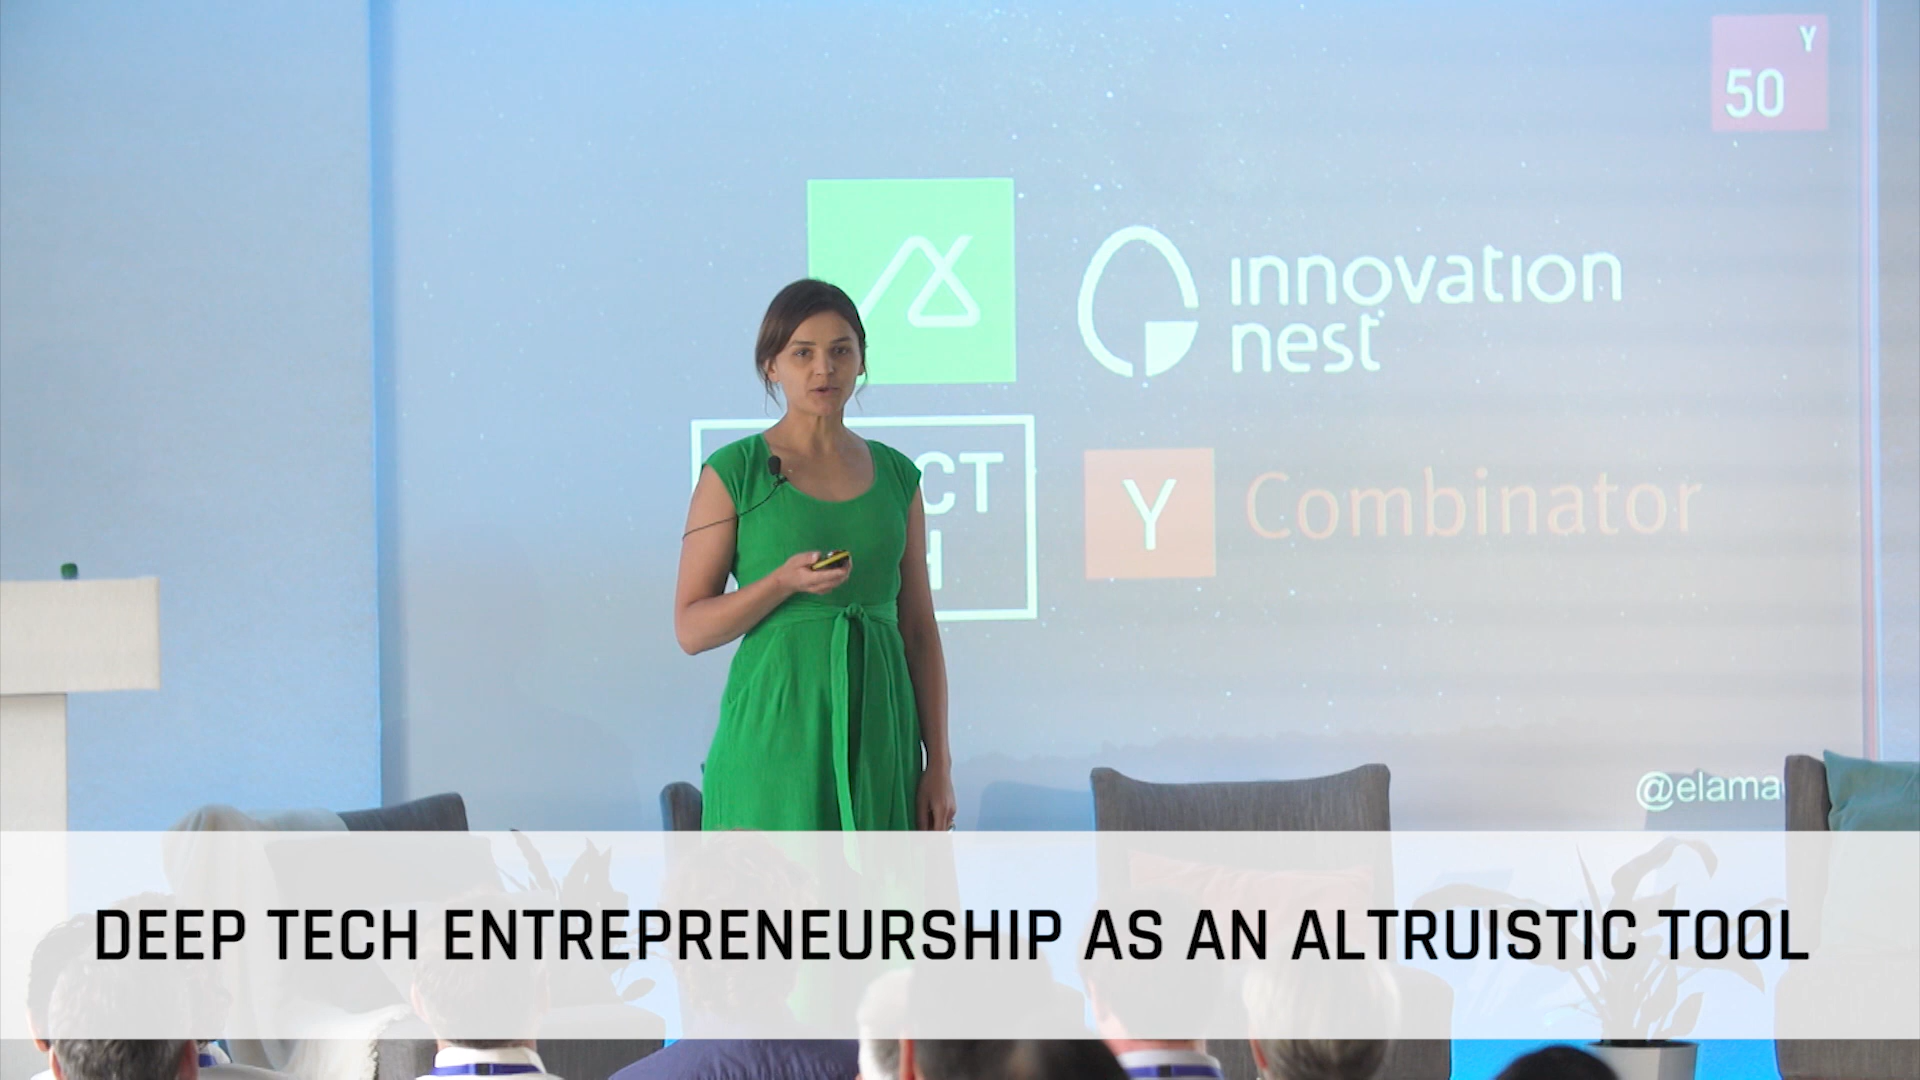 Y
50
innovation
nest
CT
Y Combinator
H
@elama
DEEP TECH ENTREPRENEURSHIP AS AN ALTRUISTIC TOOL